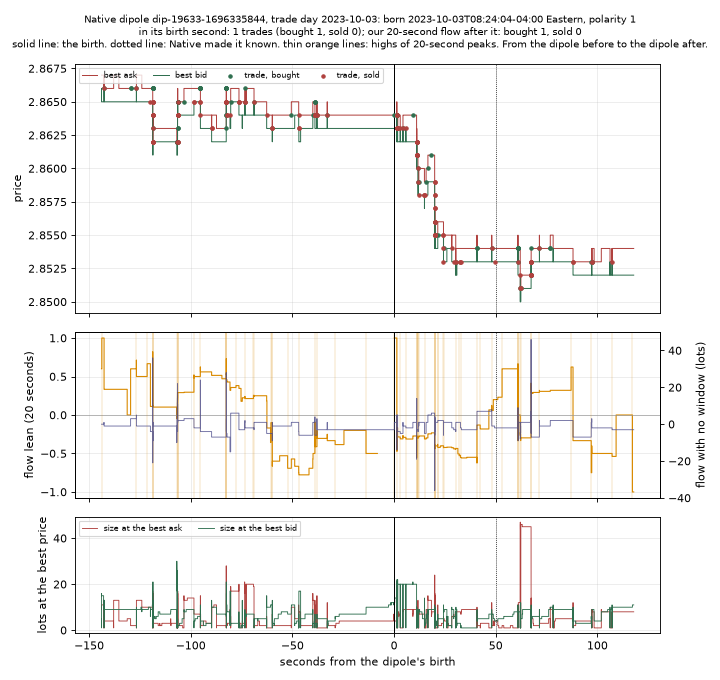 Native dipole dip-19633-1696335844, trade day 2023-10-03: born 2023-10-03T08:24:04-04:00 Eastern, polarity 1
in its birth second: 1 trades (bought 1, sold 0); our 20-second flow after it: bought 1, sold 0
solid line: the birth. dotted line: Native made it known. thin orange lines: highs of 20-second peaks. From the dipole before to the dipole after.
best ask
best bid
trade, bought
trade, sold
2.8675
2.8650
2.8625
2.8600
2.8575
2.8550
2.8525
2.8500
price
1.0
0.5
0.0
−0.5
−1.0
flow lean (20 seconds)
40
20
0
−20
−40
flow with no window (lots)
size at the best ask
size at the best bid
40
20
0
lots at the best price
−150
−100
−50
0
50
100
seconds from the dipole's birth